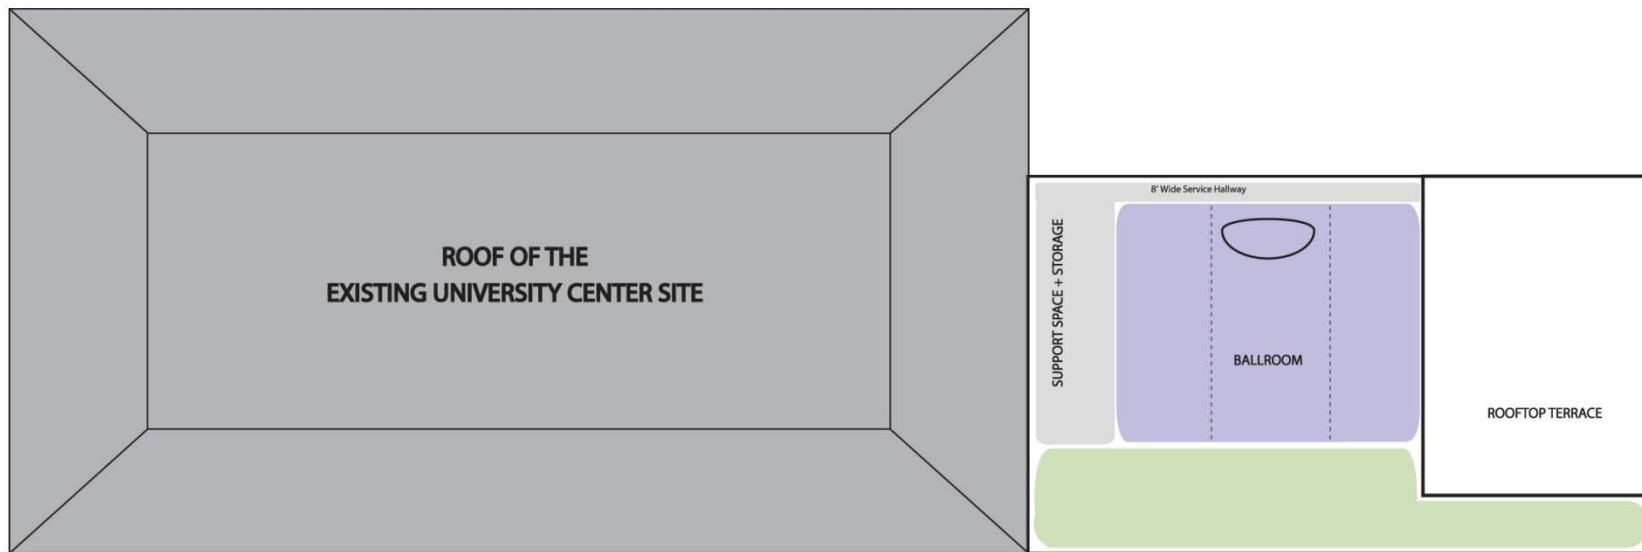 ROOF OF THE
EXISTING UNIVERSITY CENTER SITE
8' Wide Service Hallway
SUPPORT SPACE + STORAGE
BALLROOM
ROOFTOP TERRACE